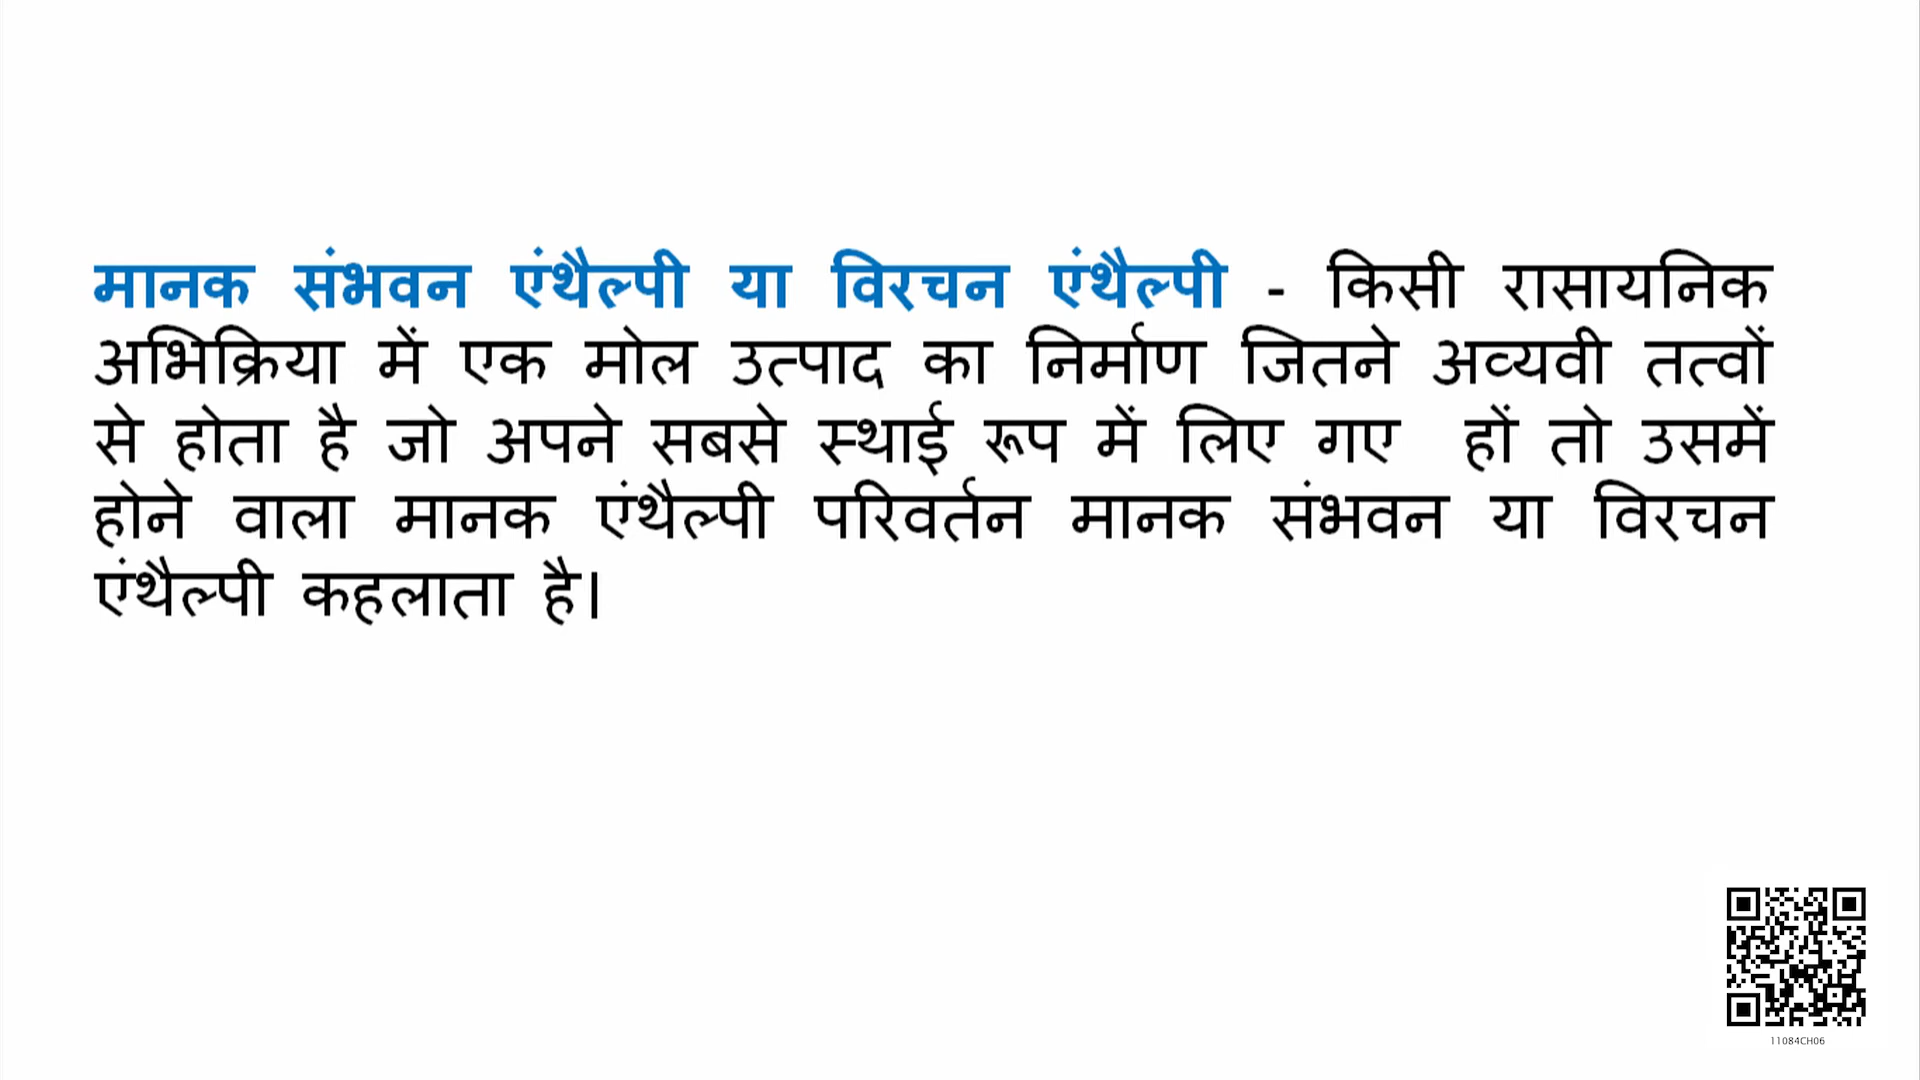 मानक संभवन एंथैल्पी या विरचन एंथैल्पी - किसी रासायनिक
अभिक्रिया में एक मोल उत्पाद का निर्माण जितने अव्यवी तत्वों
से होता है जो अपने सबसे स्थाई रूप में लिए गए हों तो उसमें
होने वाला मानक एंथैल्पी परिवर्तन मानक संभवन या विरचन
एंथैल्पी कहलाता है।
11084CH06